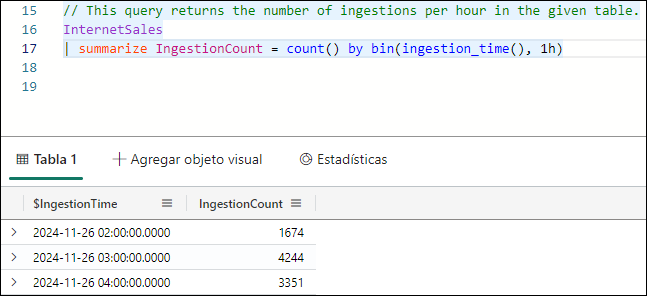 15 // This query returns the number of ingestions per hour in the given table.
16 InternetSales
17 | summarize IngestionCount = count() by bin(ingestion_time(), 1h)
18
19
Tabla 1 Agregar objeto visual Estadísticas
$IngestionTime IngestionCount
2024-11-26 02:00:00.0000 1674
2024-11-26 03:00:00.0000 4244
2024-11-26 04:00:00.0000 3351